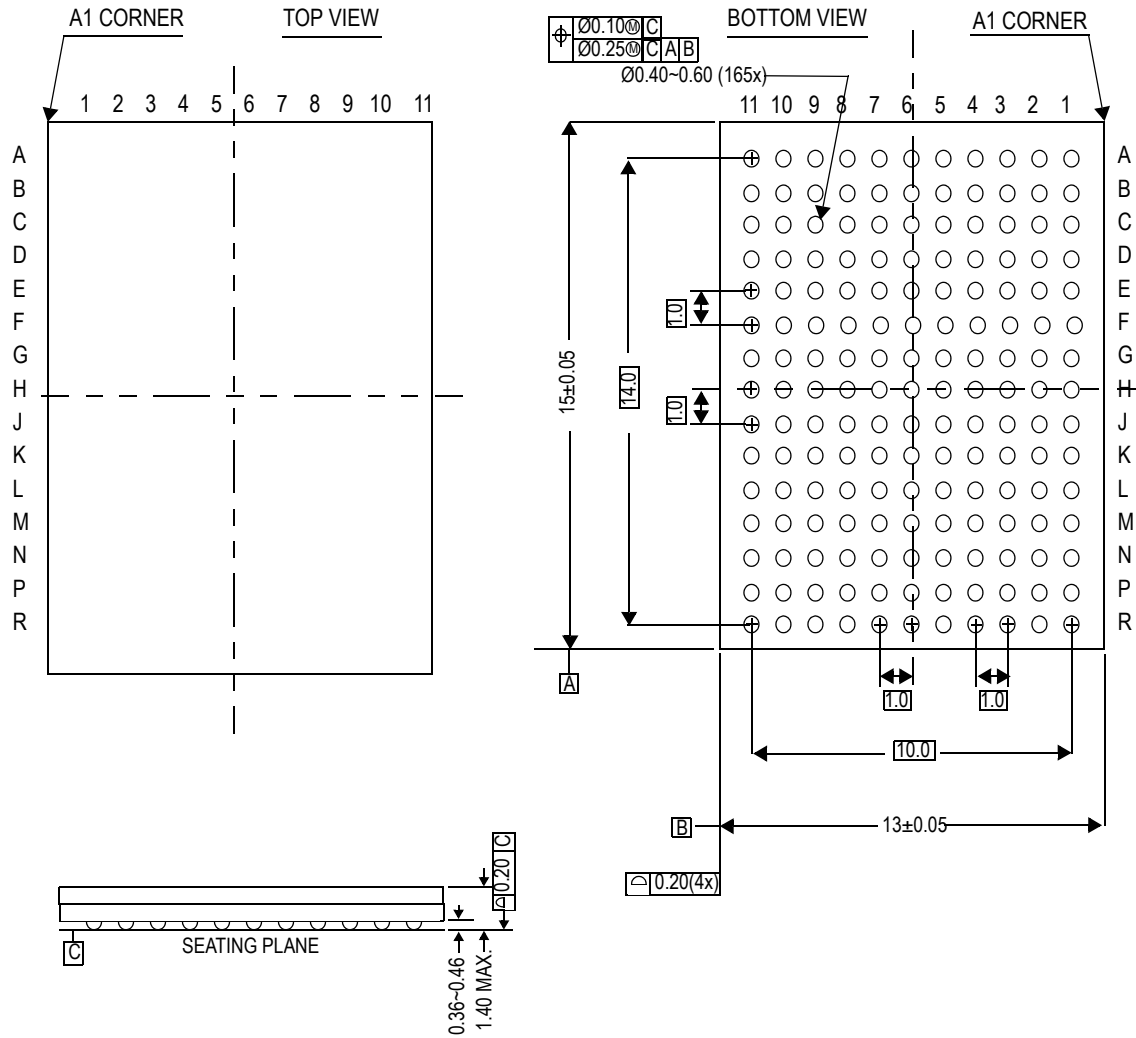 A1 CORNER
TOP VIEW
1 2 3 4 5 6 7 8 9 10 11
A
B
C
D
E
F
G
H
J
K
L
M
N
P
R
Ø0.10Ⓜ C
Ø0.25Ⓜ C A B
BOTTOM VIEW
A1 CORNER
Ø0.40~0.60 (165x)
11 10 9 8 7 6 5 4 3 2 1
A
B
C
D
E
F
G
H
J
K
L
M
N
P
R
1.0
1.0
14.0
15±0.05
A
1.0
1.0
10.0
B
13±0.05
0.20(4x)
0.20 C
C
SEATING PLANE
0.36~0.46
1.40 MAX.